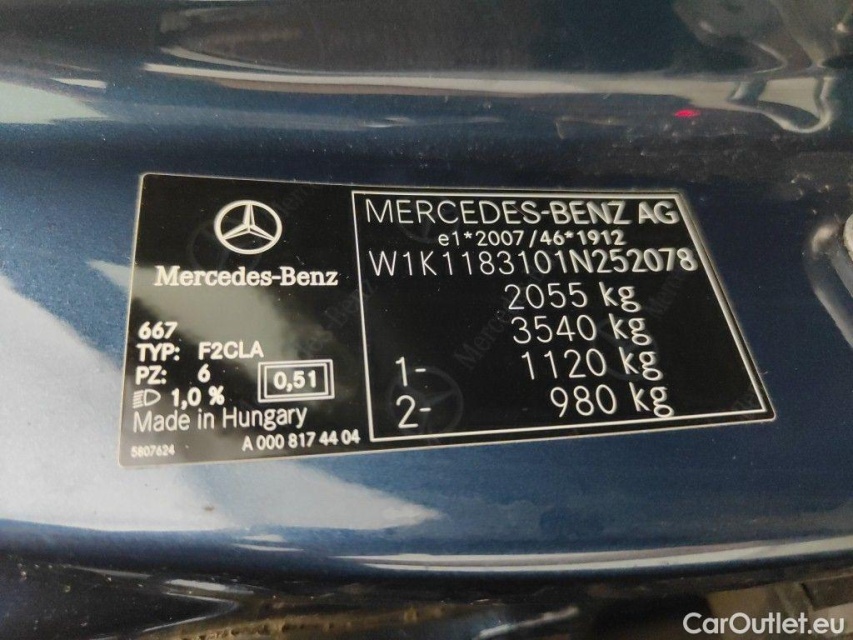 Mercedes-Benz
667
TYP: F2CLA
PZ: 6
0,51
1,0 %
Made in Hungary
5807624
A 000 817 44 04
MERCEDES-BENZ AG
e1*2007/46*1912
W1K1183101N252078
2055 kg
3540 kg
1- 1120 kg
2- 980 kg
CarOutlet.eu